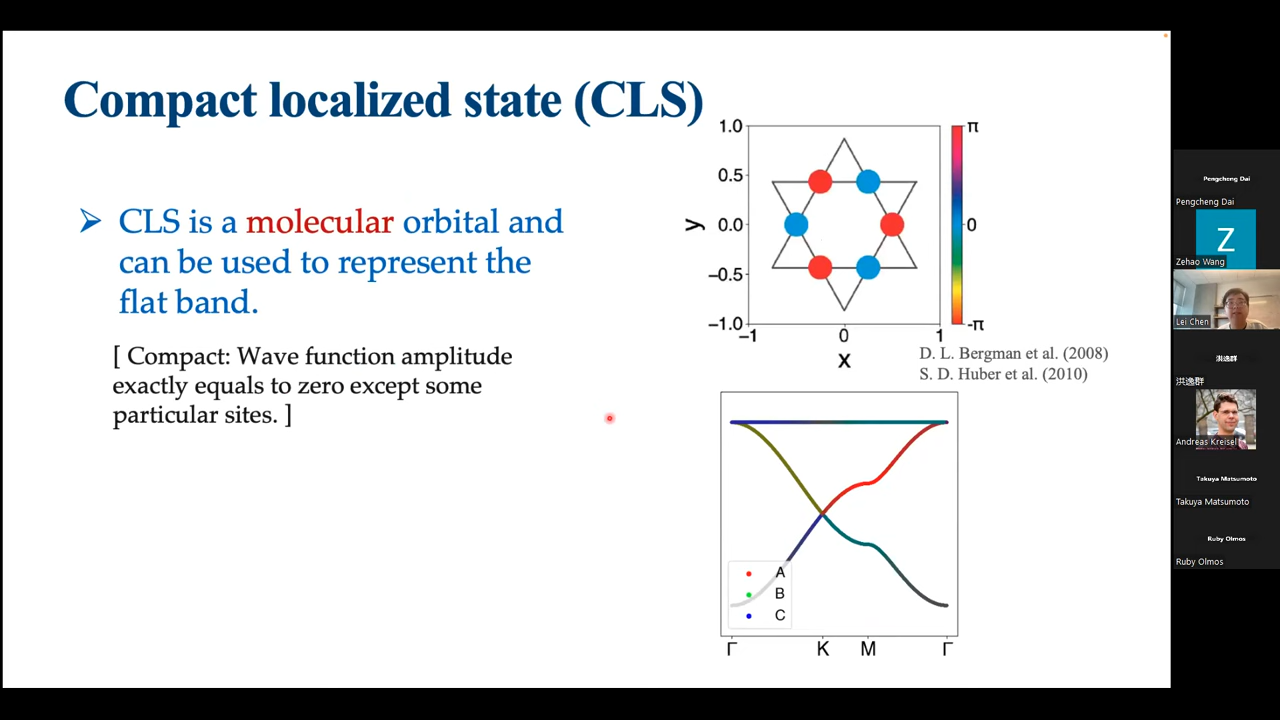 Compact localized state (CLS)
➢ CLS is a molecular orbital and
can be used to represent the
flat band.
[ Compact: Wave function amplitude
exactly equals to zero except some
particular sites. ]
1.0
0.5
0.0
−0.5
−1.0
y
−1
0
1
x
π
0
-π
D. L. Bergman et al. (2008)
S. D. Huber et al. (2010)
A
B
C
Γ
K
M
Γ
Pengcheng Dai
Pengcheng Dai
Z
Zehao Wang
Lei Chen
洪逸群
洪逸群
Andreas Kreisel
Takuya Matsumoto
Takuya Matsumoto
Ruby Olmos
Ruby Olmos